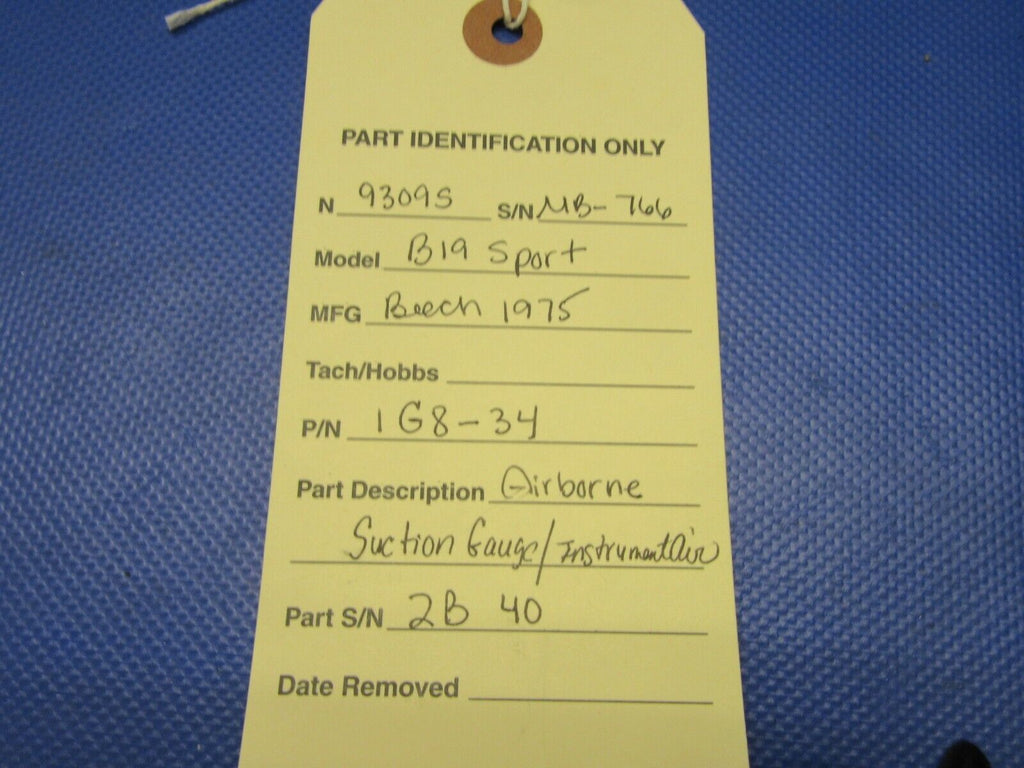 PART IDENTIFICATION ONLY
N 9309S S/N MB-766
Model B19 Sport
MFG Beech 1975
Tach/Hobbs
P/N 1G8-34
Part Description Airborne
Suction Gauge/Instrument Air
Part S/N 2B 40
Date Removed